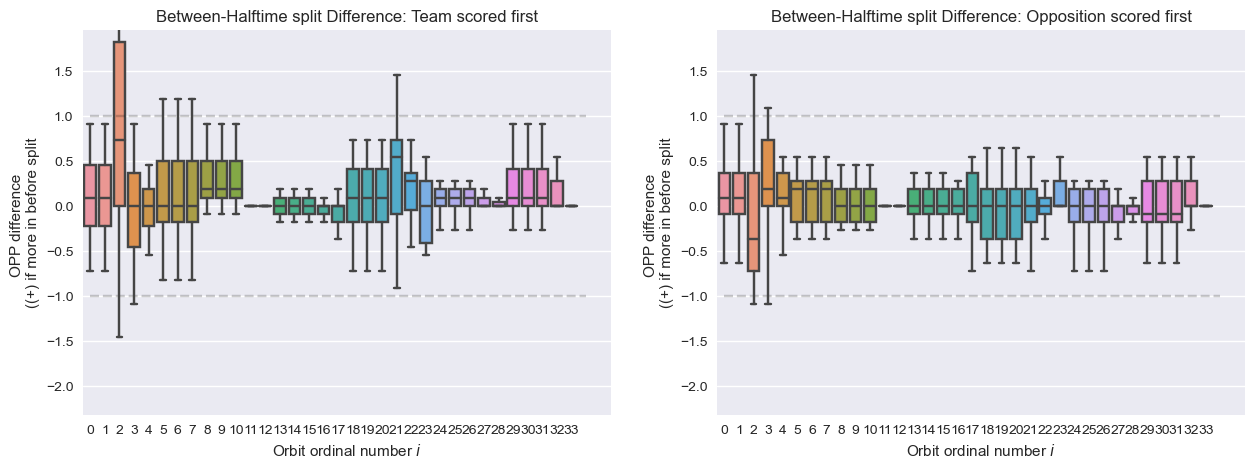 Between-Halftime split Difference: Team scored first
OPP difference
((+) if more in before split
1.5
1.0
0.5
0.0
−0.5
−1.0
−1.5
−2.0
0 1 2 3 4 5 6 7 8 9 10 11 12 13 14 15 16 17 18 19 20 21 22 23 24 25 26 27 28 29 30 31 32 33
Orbit ordinal number i
Between-Halftime split Difference: Opposition scored first
OPP difference
((+) if more in before split
1.5
1.0
0.5
0.0
−0.5
−1.0
−1.5
−2.0
0 1 2 3 4 5 6 7 8 9 10 11 12 13 14 15 16 17 18 19 20 21 22 23 24 25 26 27 28 29 30 31 32 33
Orbit ordinal number i